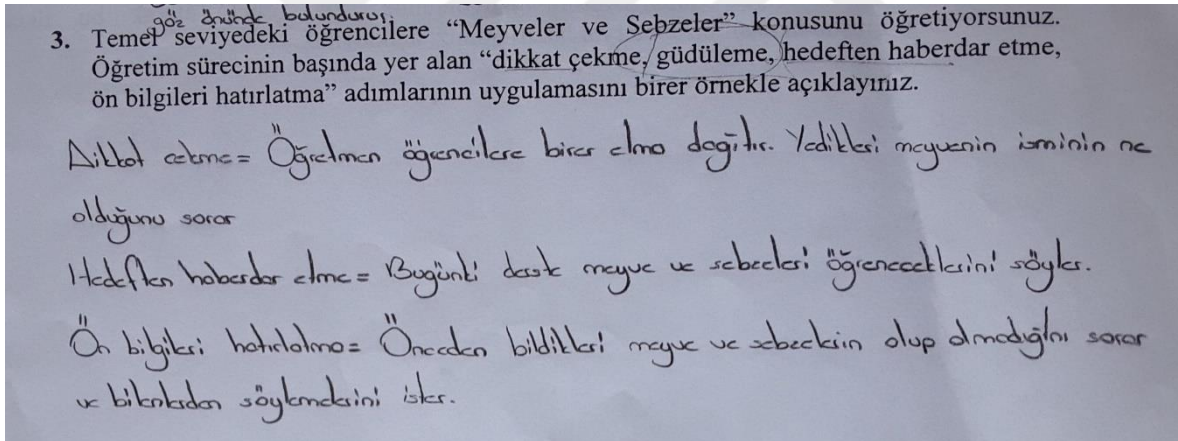 göz önünde bulundurur.
3. Temel seviyedeki öğrencilere “Meyveler ve Sebzeler” konusunu öğretiyorsunuz.
Öğretim sürecinin başında yer alan “dikkat çekme, güdüleme, hedeften haberdar etme,
ön bilgileri hatırlatma” adımlarının uygulamasını birer örnekle açıklayınız.
Dikkat çekme = Öğretmen öğrencilere birer elma dağıtır. Yedikleri meyvenin isminin ne
olduğunu sorar
Hedeften haberdar etme = Bugünki derste meyve ve sebzeleri öğreneceklerini söyler.
Ön bilgileri hatırlatma = Önceden bildikleri meyve ve sebzelerin olup olmadığını sorar
ve bilenlerden söylemelerini ister.